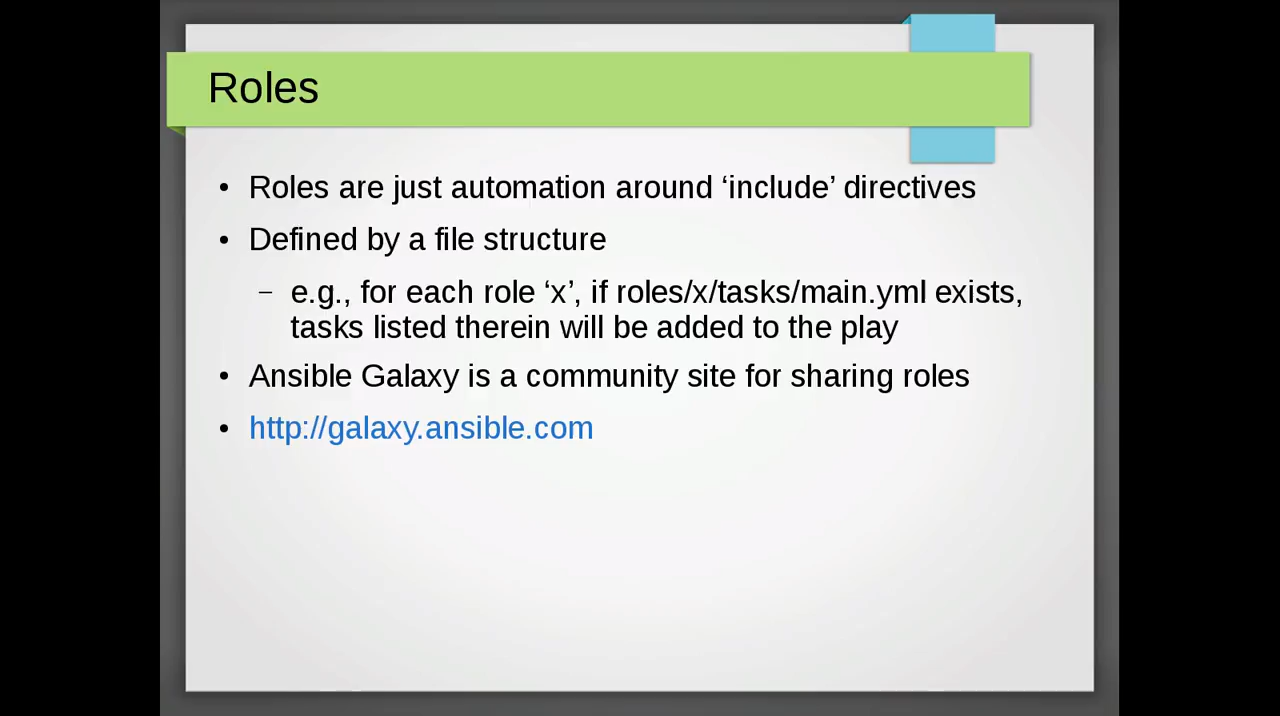 Roles
• Roles are just automation around ‘include’ directives
• Defined by a file structure
– e.g., for each role ‘x’, if roles/x/tasks/main.yml exists,
tasks listed therein will be added to the play
• Ansible Galaxy is a community site for sharing roles
• http://galaxy.ansible.com